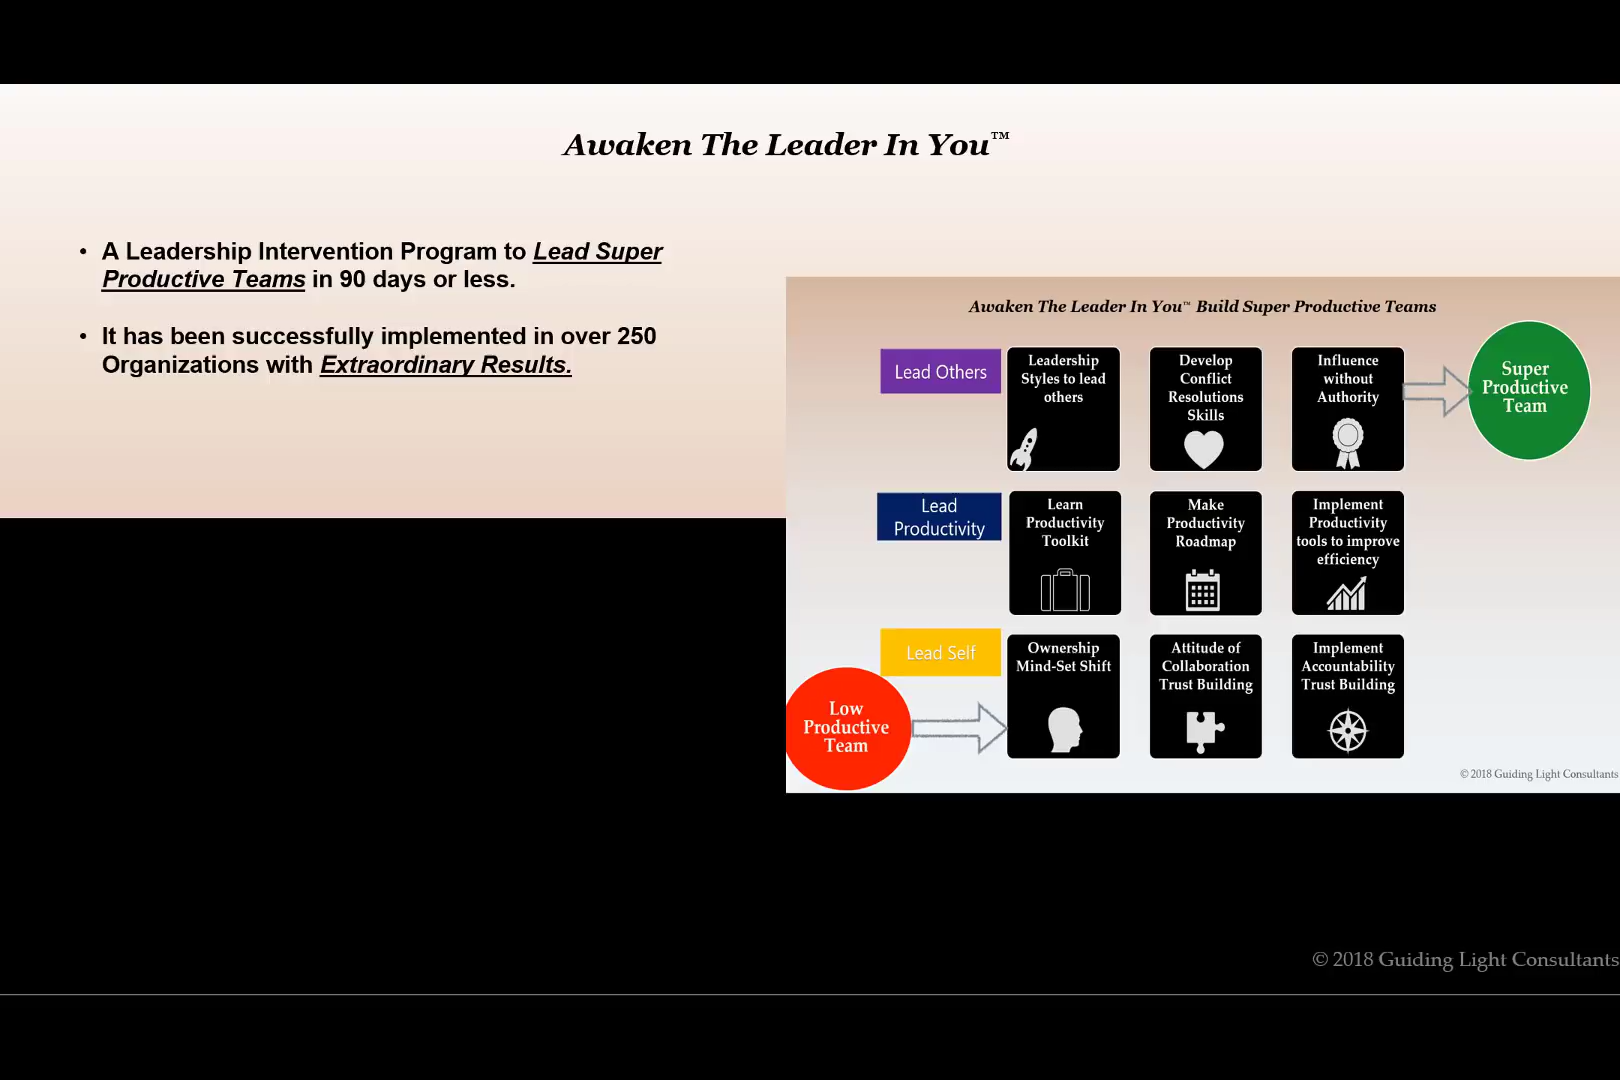 Awaken The Leader In You™
• A Leadership Intervention Program to Lead Super
Productive Teams in 90 days or less.
• It has been successfully implemented in over 250
Organizations with Extraordinary Results.
Awaken The Leader In You™ Build Super Productive Teams
Lead Others
Leadership
Styles to lead
others
Develop
Conflict
Resolutions
Skills
Influence
without
Authority
Super
Productive
Team
Lead
Productivity
Learn
Productivity
Toolkit
Make
Productivity
Roadmap
Implement
Productivity
tools to improve
efficiency
Lead Self
Ownership
Mind-Set Shift
Attitude of
Collaboration
Trust Building
Implement
Accountability
Trust Building
Low
Productive
Team
© 2018 Guiding Light Consultants
© 2018 Guiding Light Consultants